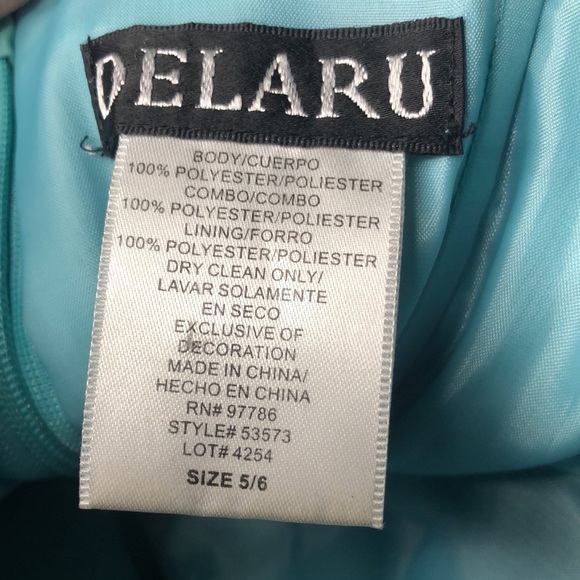 DELARU
BODY/CUERPO
100% POLYESTER/POLIESTER
COMBO/COMBO
100% POLYESTER/POLIESTER
LINING/FORRO
100% POLYESTER/POLIESTER
DRY CLEAN ONLY/
LAVAR SOLAMENTE
EN SECO
EXCLUSIVE OF
DECORATION
MADE IN CHINA/
HECHO EN CHINA
RN# 97786
STYLE# 53573
LOT# 4254
SIZE 5/6